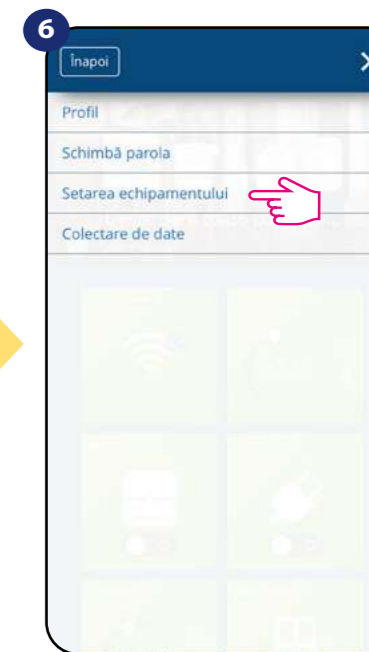 6
Înapoi
Profil
Schimbă parola
Setarea echipamentului
Colectare de date